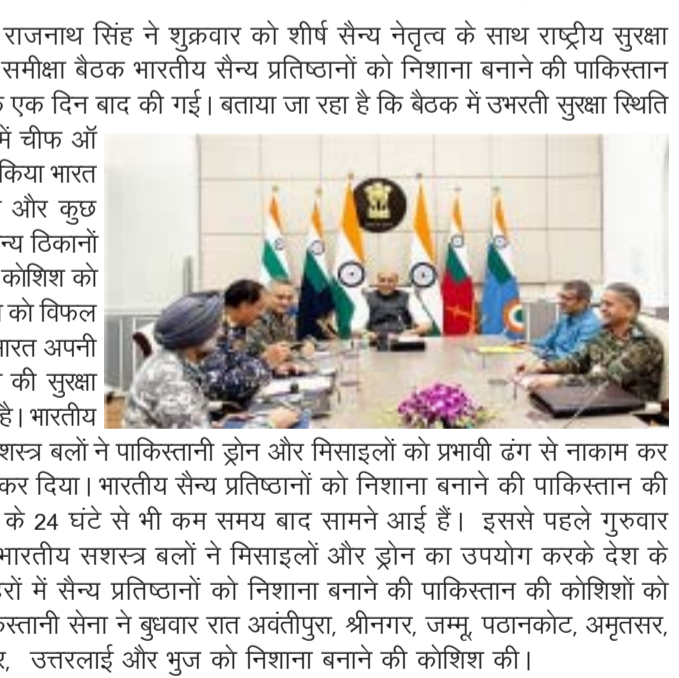 राजनाथ सिंह ने शुक्रवार को शीर्ष सैन्य नेतृत्व के साथ राष्ट्रीय सुरक्षा
समीक्षा बैठक भारतीय सैन्य प्रतिष्ठानों को निशाना बनाने की पाकिस्तान
एक दिन बाद की गई। बताया जा रहा है कि बैठक में उभरती सुरक्षा स्थिति
में चीफ ऑ
किया भारत
और कुछ
न्य ठिकानों
कोशिश को
को विफल
भारत अपनी
की सुरक्षा
है। भारतीय
शस्त्र बलों ने पाकिस्तानी ड्रोन और मिसाइलों को प्रभावी ढंग से नाकाम कर
कर दिया। भारतीय सैन्य प्रतिष्ठानों को निशाना बनाने की पाकिस्तान की
के 24 घंटे से भी कम समय बाद सामने आई हैं। इससे पहले गुरुवार
भारतीय सशस्त्र बलों ने मिसाइलों और ड्रोन का उपयोग करके देश के
रों में सैन्य प्रतिष्ठानों को निशाना बनाने की पाकिस्तान की कोशिशों को
स्तानी सेना ने बुधवार रात अवंतीपुरा, श्रीनगर, जम्मू, पठानकोट, अमृतसर,
र, उत्तरलाई और भुज को निशाना बनाने की कोशिश की।